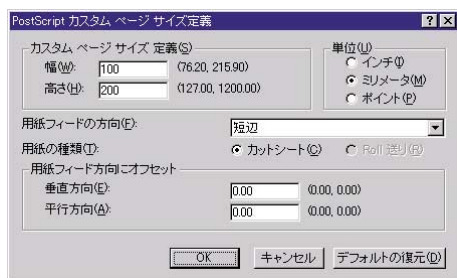 PostScript カスタム ページ サイズ定義
カスタム ページ サイズ 定義(S)
幅(W): 100 (76.20, 215.90)
高さ(H): 200 (127.00, 1200.00)
単位(U)
インチ(I)
ミリメータ(M)
ポイント(P)
用紙フィードの方向(F): 短辺
用紙の種類(T): カットシート(C) Roll 送り(R)
用紙フィード方向にオフセット
垂直方向(E): 0.00 (0.00, 0.00)
平行方向(A): 0.00 (0.00, 0.00)
OK キャンセル デフォルトの復元(D)